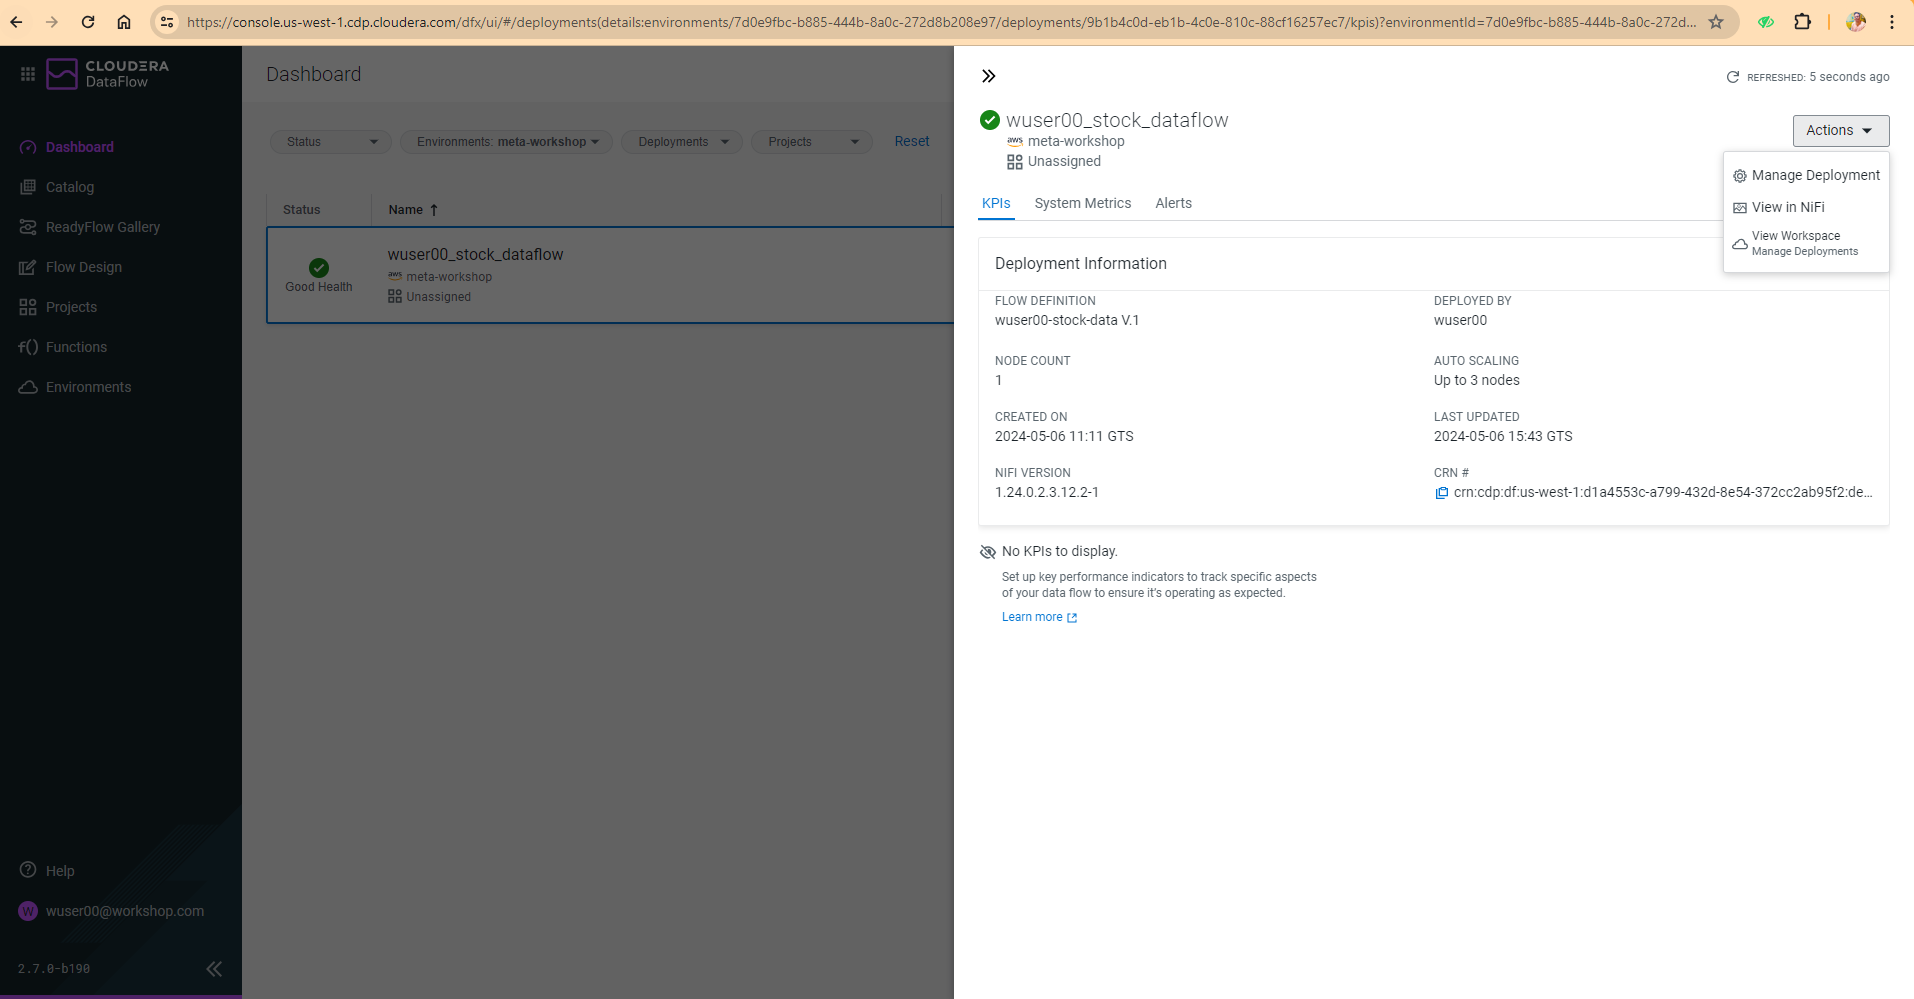 https://console.us-west-1.cdp.cloudera.com/dfx/ui/#/deployments(details:environments/7d0e9fbc-b885-444b-8a0c-272d8b208e97/deployments/9b1b4c0d-eb1b-4c0e-810c-88cf16257ec7/kpis)?environmentId=7d0e9fbc-b885-444b-8a0c-272d...
CLOUDERA
DataFlow
Dashboard
Catalog
ReadyFlow Gallery
Flow Design
Projects
f() Functions
Environments
Help
W wuser00@workshop.com
2.7.0-b190
Dashboard
Status
Environments: meta-workshop
Deployments
Projects
Reset
Status
Name ↑
Good Health
wuser00_stock_dataflow
aws meta-workshop
Unassigned
REFRESHED: 5 seconds ago
wuser00_stock_dataflow
aws meta-workshop
Unassigned
Actions
Manage Deployment
View in NiFi
View Workspace
Manage Deployments
KPIs
System Metrics
Alerts
Deployment Information
FLOW DEFINITION
wuser00-stock-data V.1
DEPLOYED BY
wuser00
NODE COUNT
1
AUTO SCALING
Up to 3 nodes
CREATED ON
2024-05-06 11:11 GTS
LAST UPDATED
2024-05-06 15:43 GTS
NIFI VERSION
1.24.0.2.3.12.2-1
CRN #
crn:cdp:df:us-west-1:d1a4553c-a799-432d-8e54-372cc2ab95f2:de...
No KPIs to display.
Set up key performance indicators to track specific aspects
of your data flow to ensure it's operating as expected.
Learn more